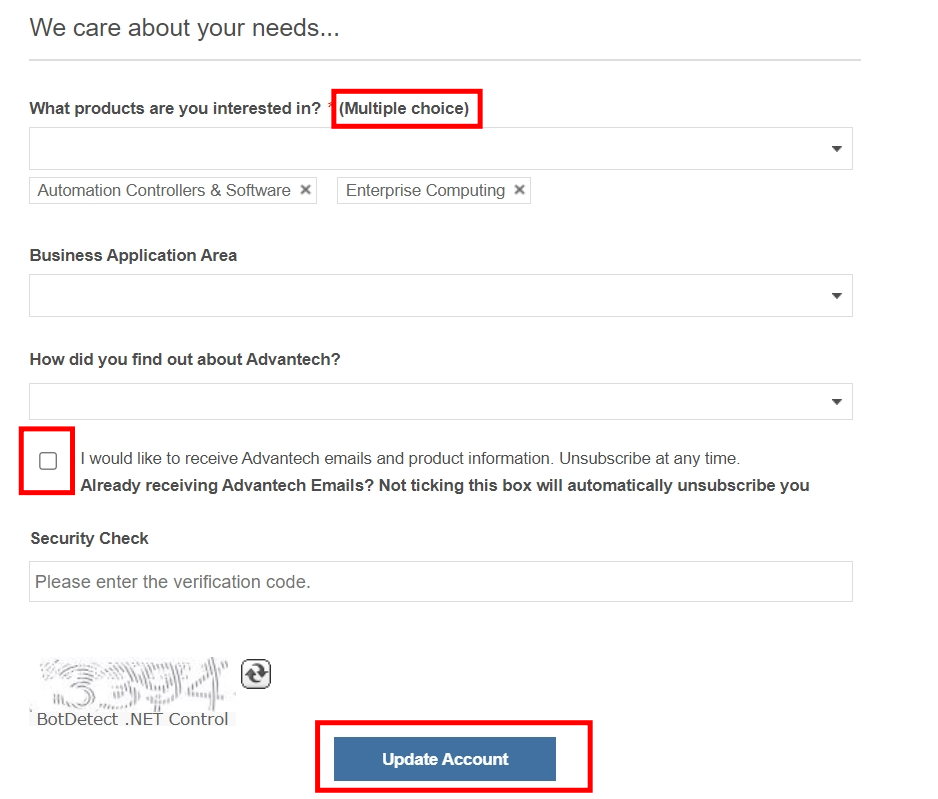 We care about your needs...
What products are you interested in? * (Multiple choice)
Automation Controllers & Software × Enterprise Computing ×
Business Application Area
How did you find out about Advantech?
I would like to receive Advantech emails and product information. Unsubscribe at any time.
Already receiving Advantech Emails? Not ticking this box will automatically unsubscribe you
Security Check
Please enter the verification code.
BotDetect .NET Control
Update Account